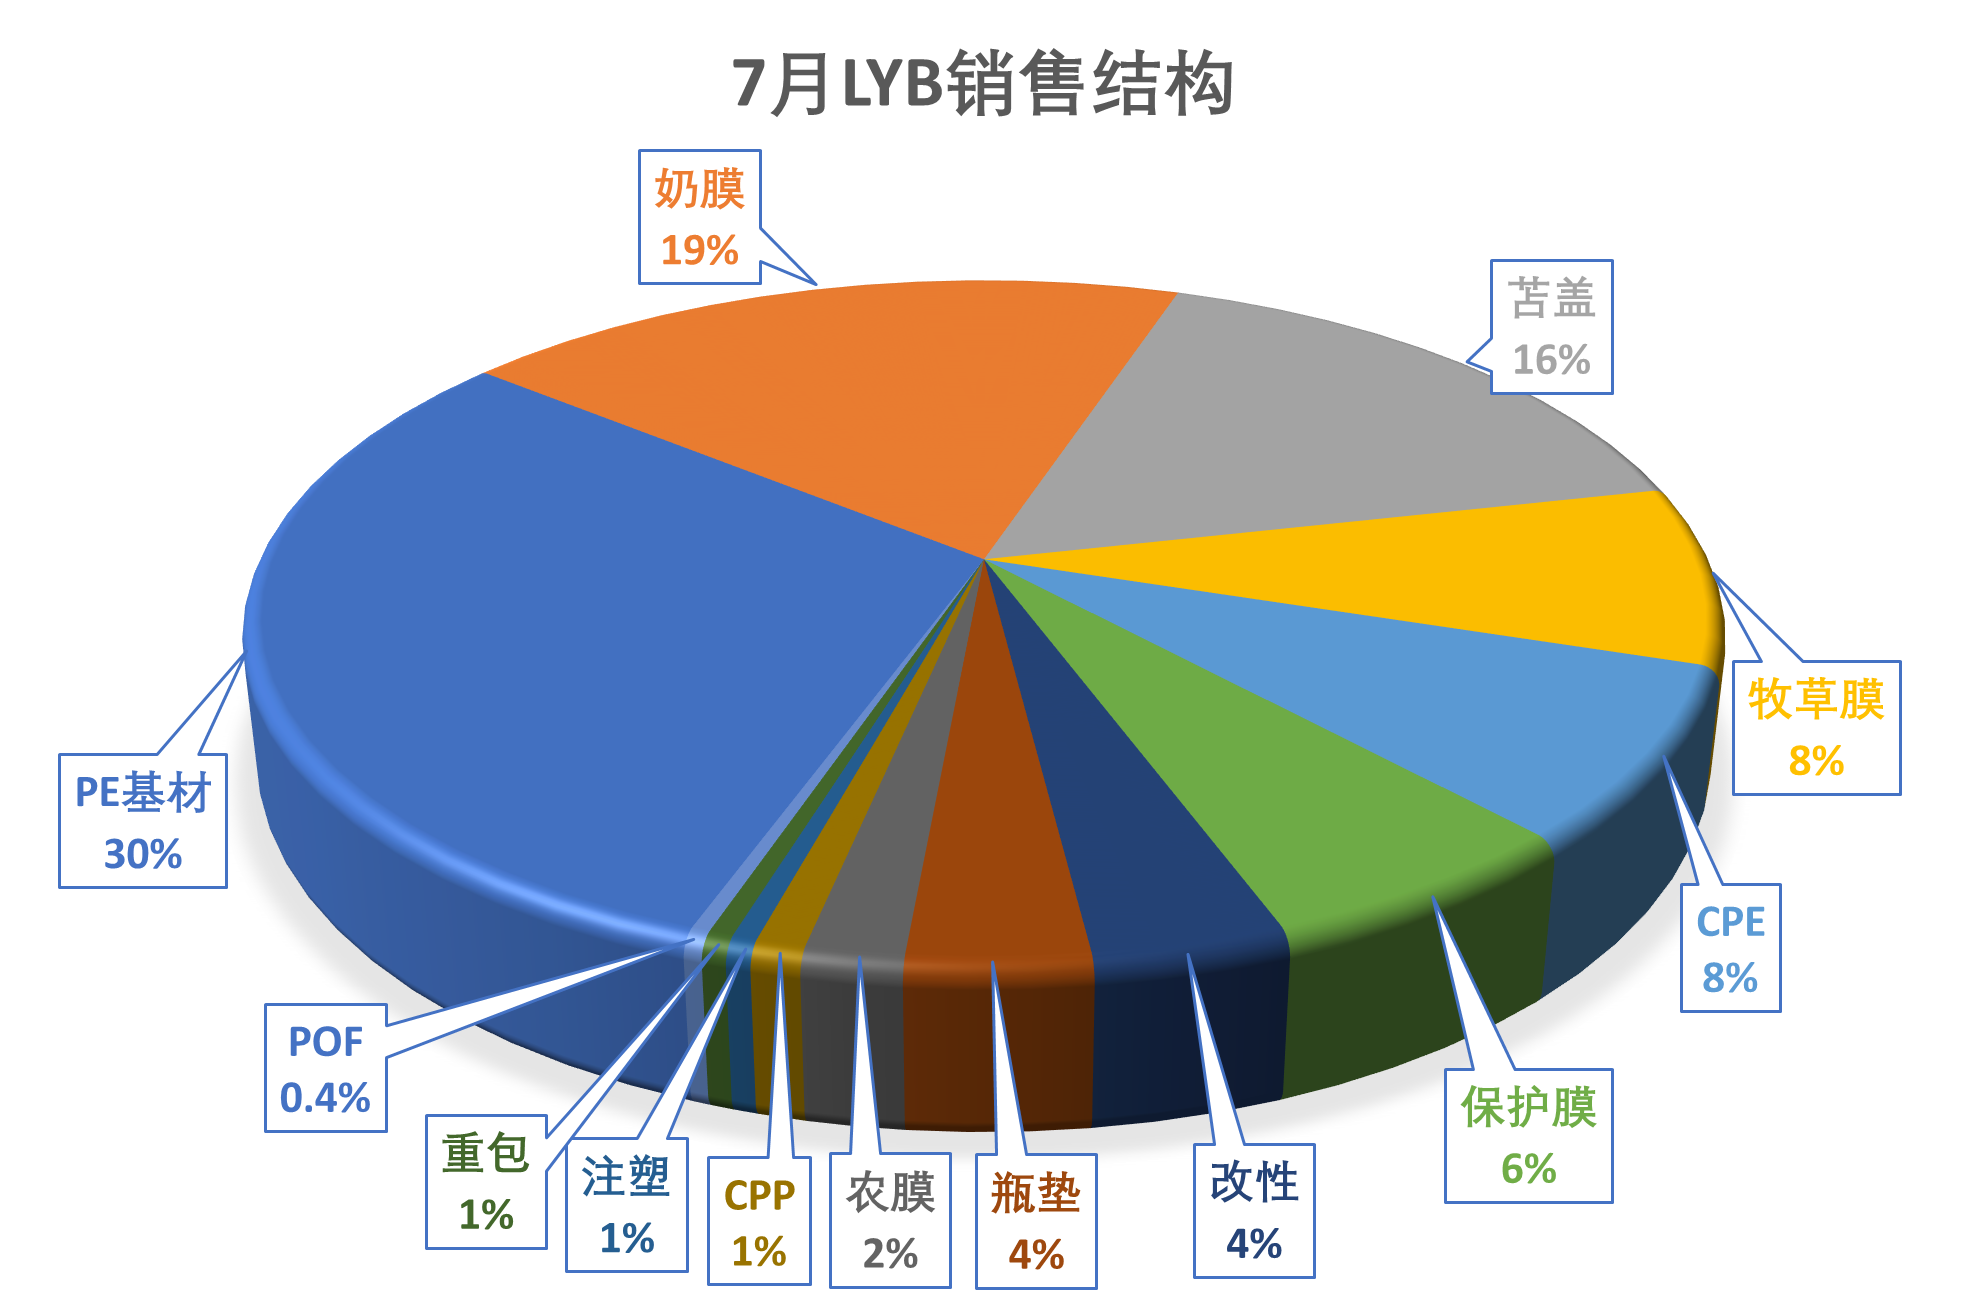 7月LYB销售结构
奶膜
19%
苫盖
16%
牧草膜
8%
CPE
8%
保护膜
6%
改性
4%
瓶垫
4%
农膜
2%
CPP
1%
注塑
1%
重包
1%
POF
0.4%
PE基材
30%